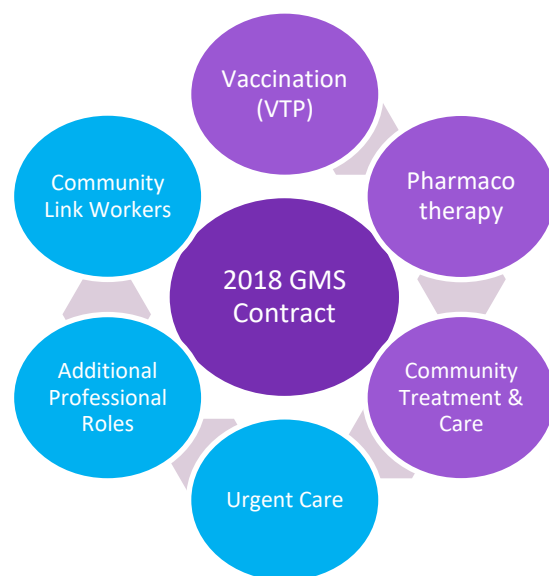 Vaccination
(VTP)
Pharmaco
therapy
Community
Treatment &
Care
Urgent Care
Additional
Professional
Roles
Community
Link Workers
2018 GMS
Contract